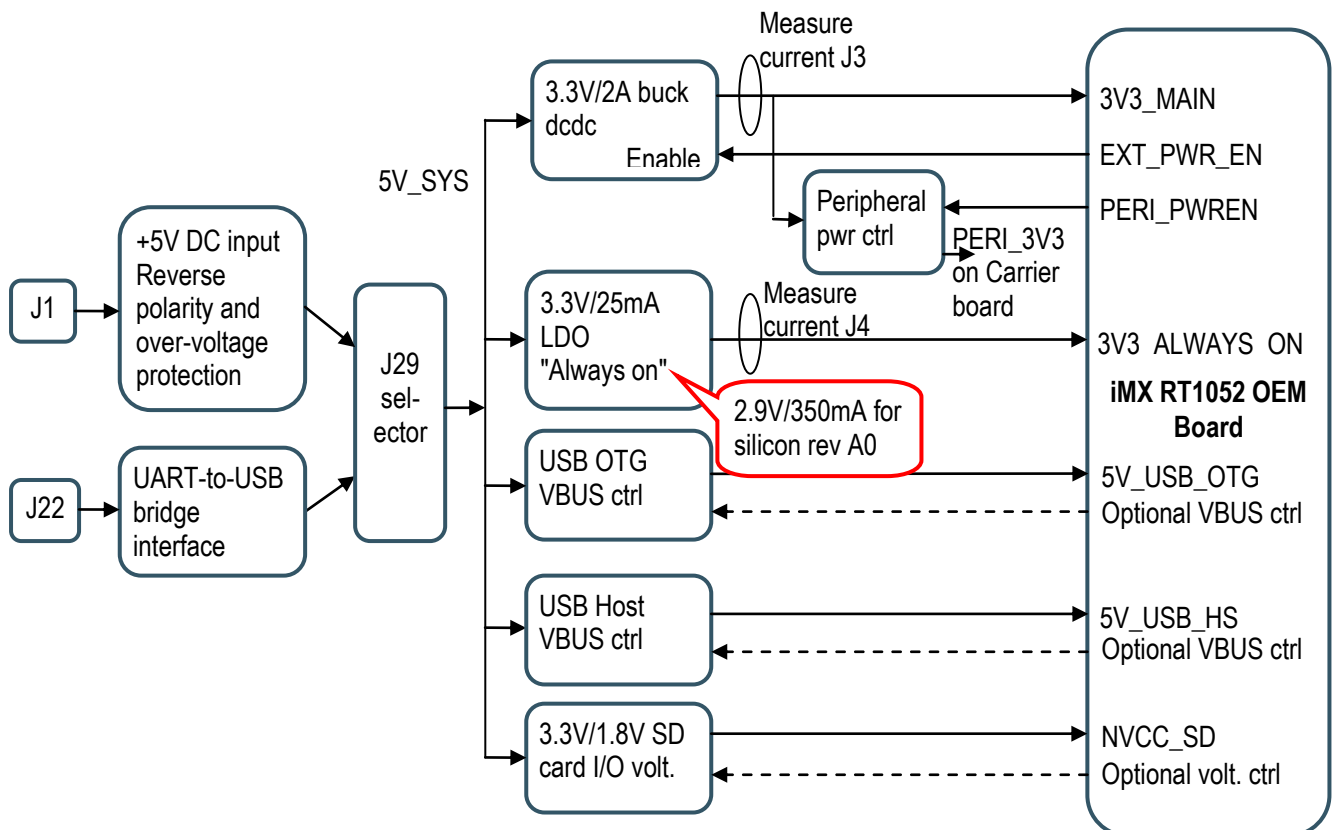 Measure
current J3
3.3V/2A buck
dcdc
Enable
3V3_MAIN
EXT_PWR_EN
PERI_PWREN
5V_SYS
Peripheral
pwr ctrl
PERI_3V3
on Carrier
board
J1
+5V DC input
Reverse
polarity and
over-voltage
protection
J22
UART-to-USB
bridge
interface
J29
sel-
ector
3.3V/25mA
LDO
"Always on"
Measure
current J4
3V3_ALWAYS_ON
2.9V/350mA for
silicon rev A0
iMX RT1052 OEM
Board
USB OTG
VBUS ctrl
5V_USB_OTG
Optional VBUS ctrl
USB Host
VBUS ctrl
5V_USB_HS
Optional VBUS ctrl
3.3V/1.8V SD
card I/O volt.
NVCC_SD
Optional volt. ctrl